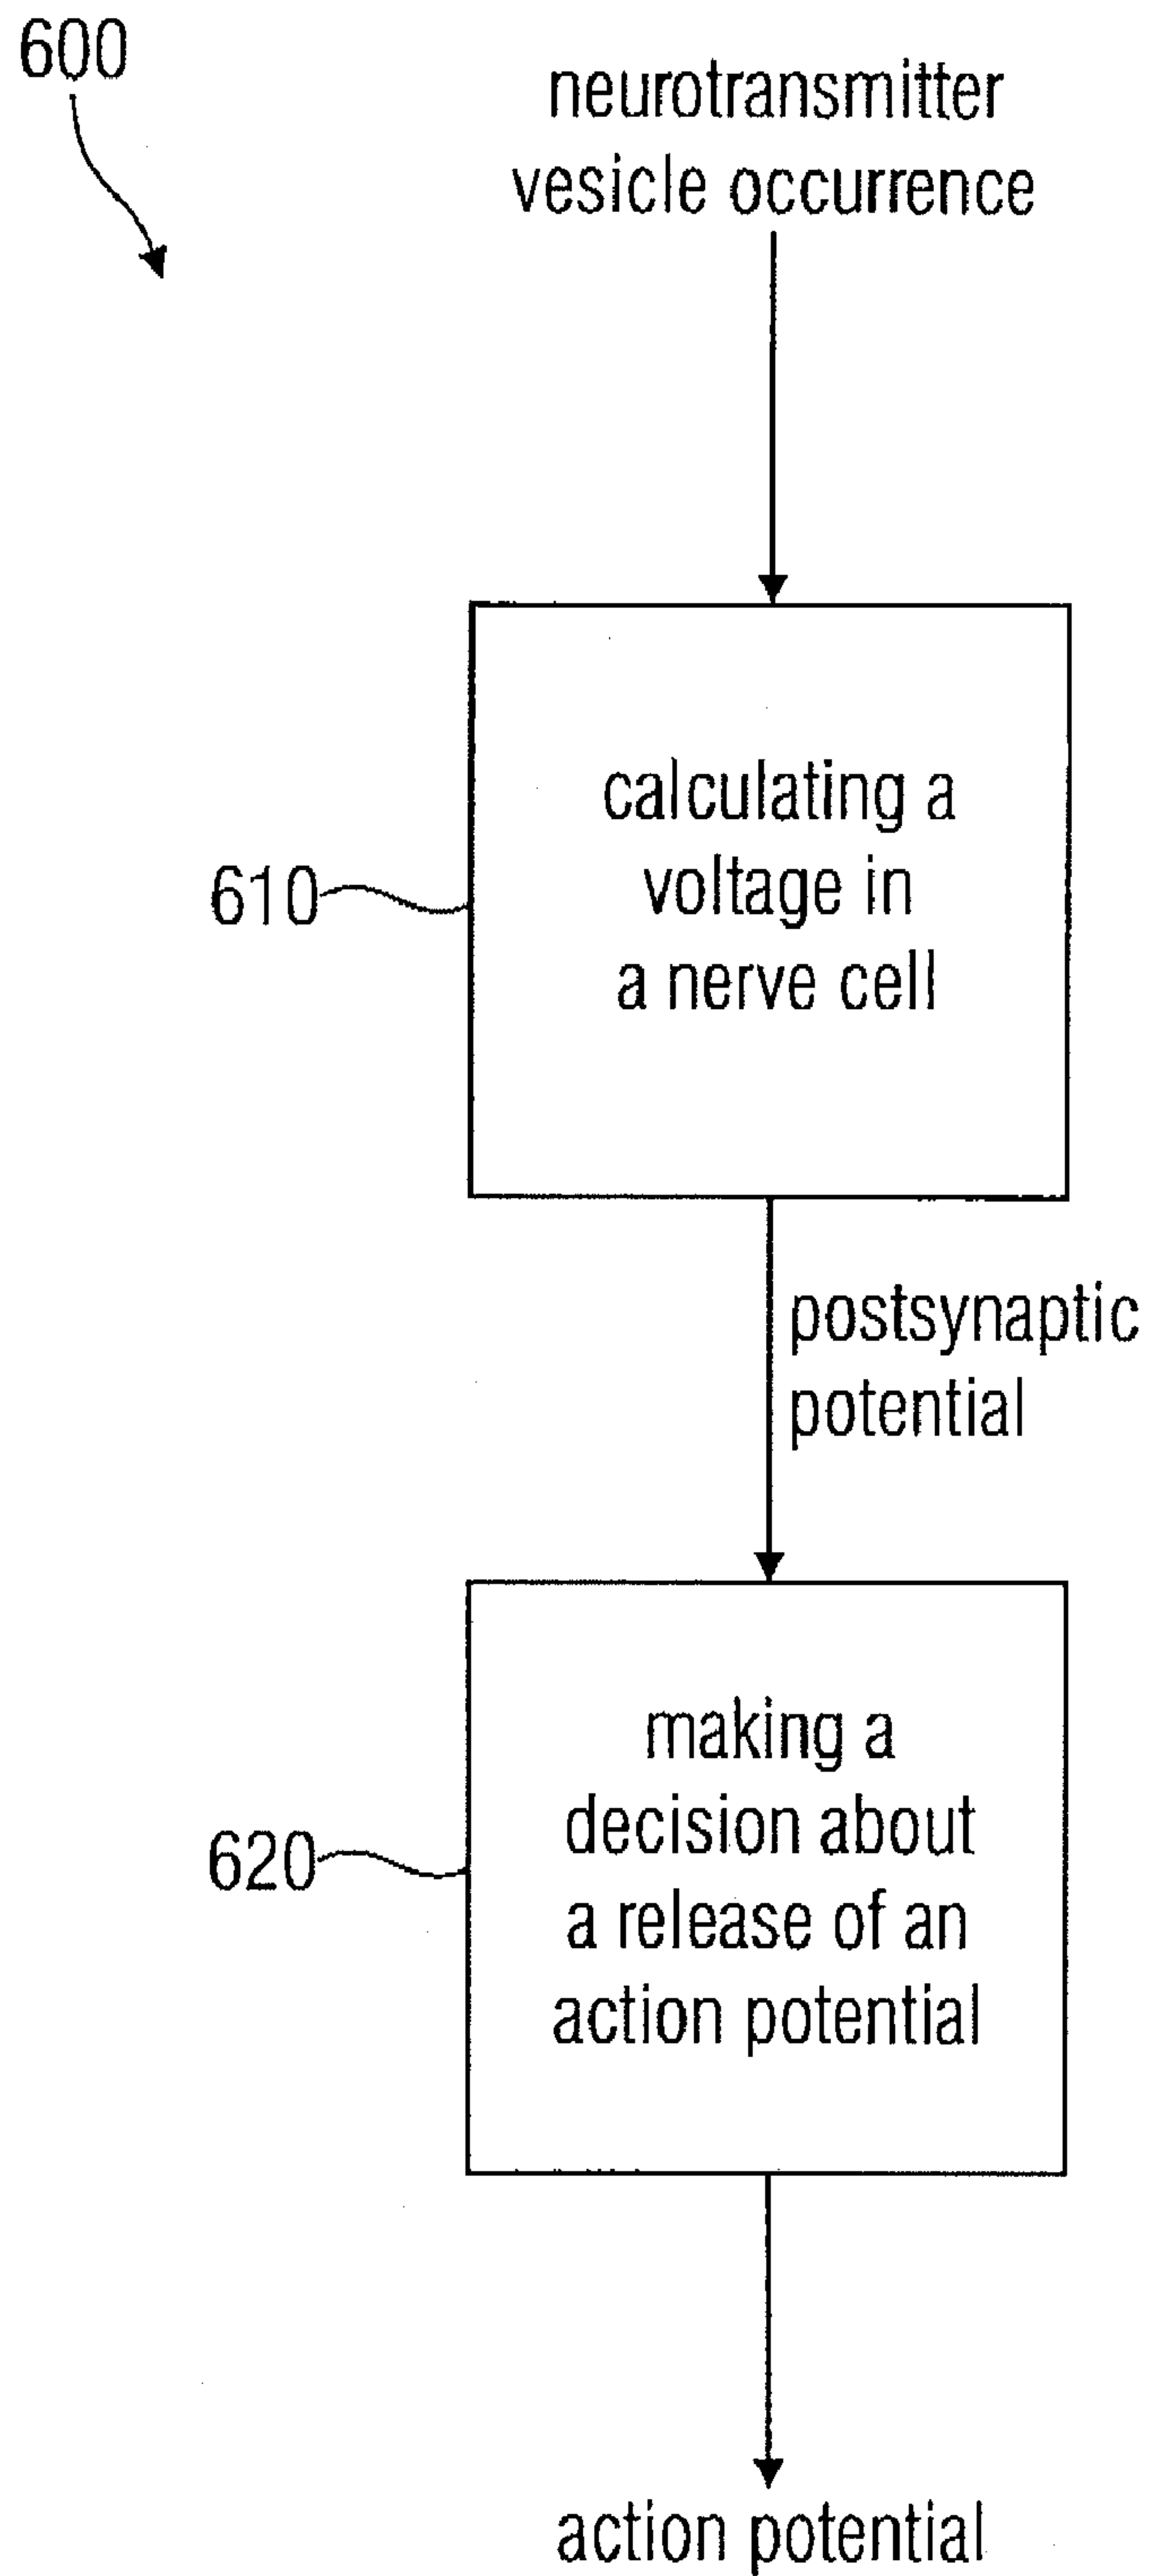 600
neurotransmitter
vesicle occurrence
calculating a
voltage in
a nerve cell
610
postsynaptic
potential
making a
decision about
a release of an
action potential
620
action potential